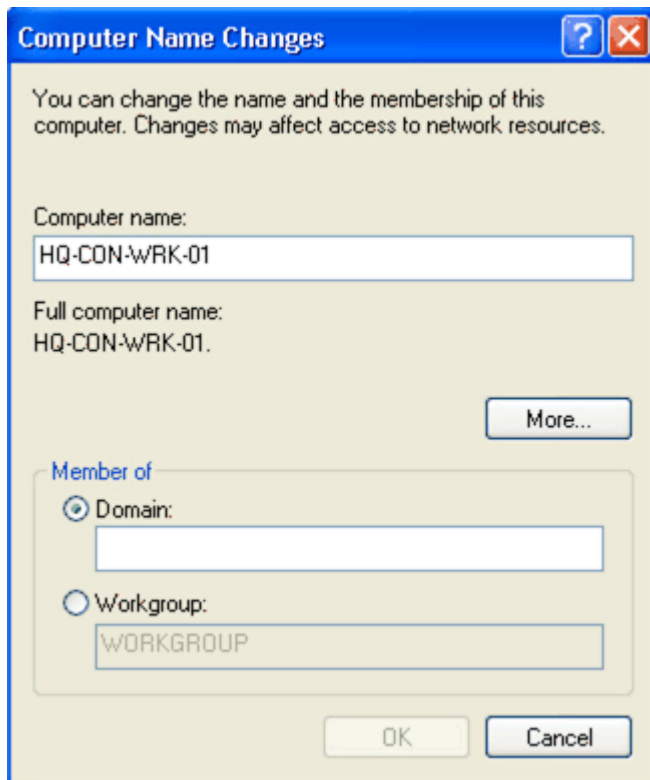 Computer Name Changes
You can change the name and the membership of this
computer. Changes may affect access to network resources.
Computer name:
HQ-CON-WRK-01
Full computer name:
HQ-CON-WRK-01.
More...
Member of
Domain:
Workgroup:
WORKGROUP
OK Cancel